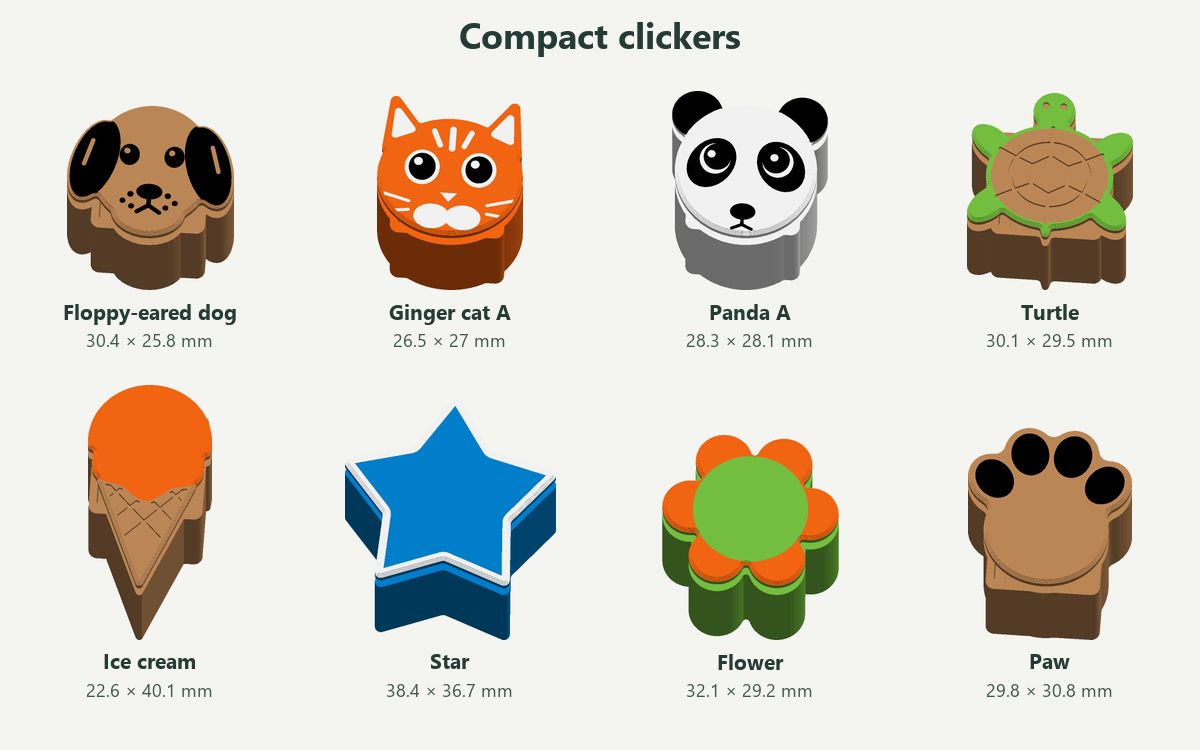 Compact clickers
Floppy-eared dog
30.4 × 25.8 mm
Ginger cat A
26.5 × 27 mm
Panda A
28.3 × 28.1 mm
Turtle
30.1 × 29.5 mm
Ice cream
22.6 × 40.1 mm
Star
38.4 × 36.7 mm
Flower
32.1 × 29.2 mm
Paw
29.8 × 30.8 mm